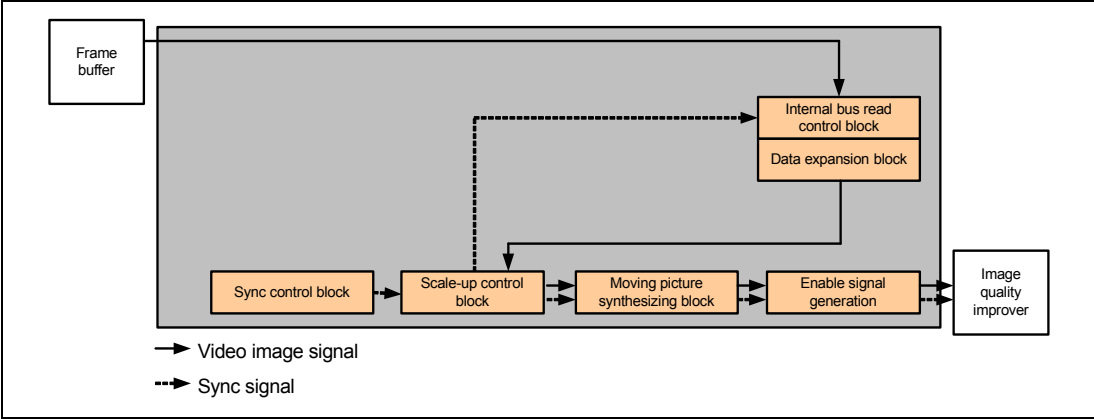 Frame
buffer
Internal bus read
control block
Data expansion block
Sync control block
Scale-up control
block
Moving picture
synthesizing block
Enable signal
generation
Image
quality
improver
Video image signal
Sync signal